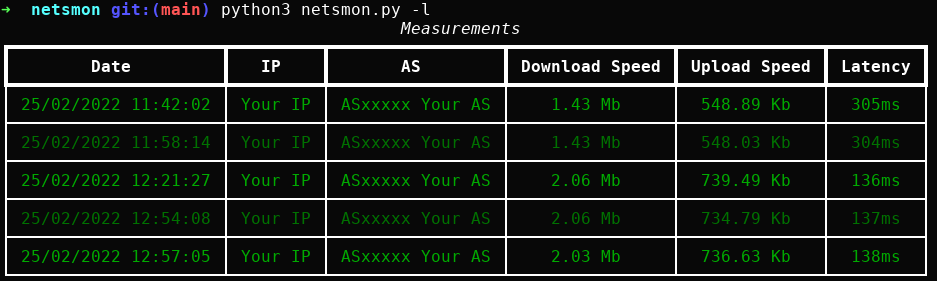 → netsmon git:(main) python3 netsmon.py -l
Measurements
Date IP AS Download Speed Upload Speed Latency
25/02/2022 11:42:02 Your IP ASxxxxx Your AS 1.43 Mb 548.89 Kb 305ms
25/02/2022 11:58:14 Your IP ASxxxxx Your AS 1.43 Mb 548.03 Kb 304ms
25/02/2022 12:21:27 Your IP ASxxxxx Your AS 2.06 Mb 739.49 Kb 136ms
25/02/2022 12:54:08 Your IP ASxxxxx Your AS 2.06 Mb 734.79 Kb 137ms
25/02/2022 12:57:05 Your IP ASxxxxx Your AS 2.03 Mb 736.63 Kb 138ms